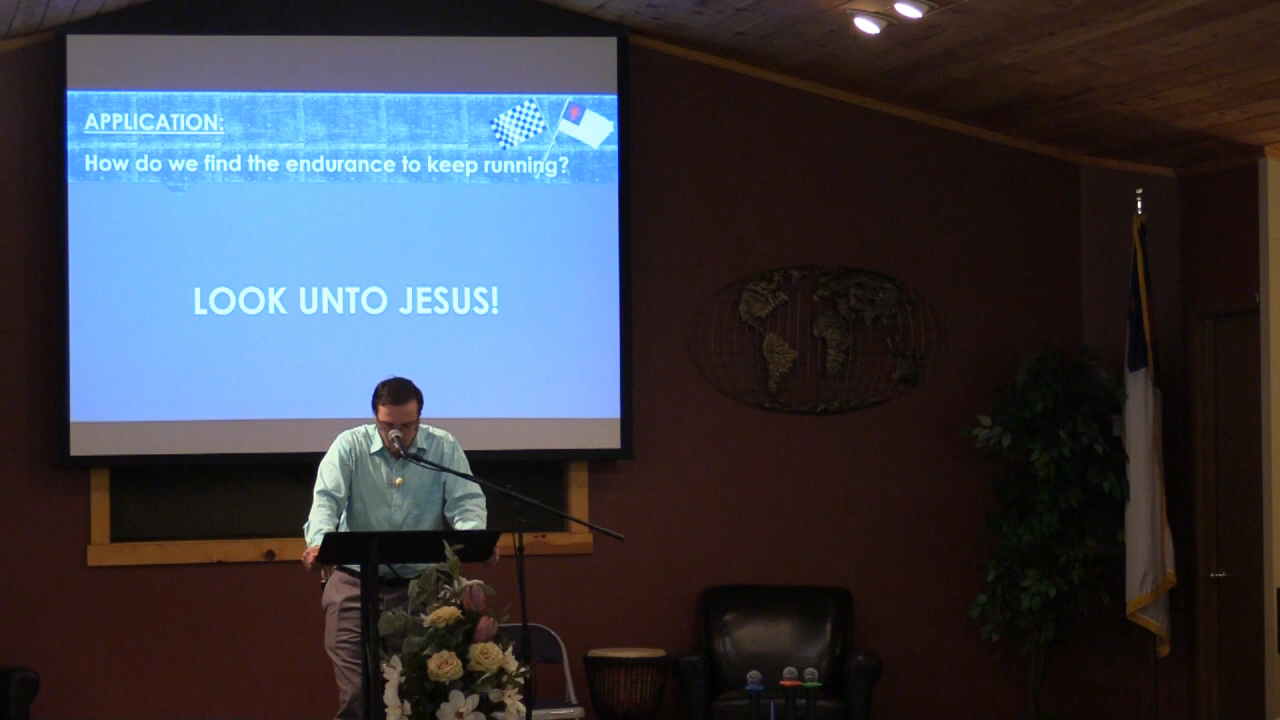 APPLICATION:
How do we find the endurance to keep running?
LOOK UNTO JESUS!